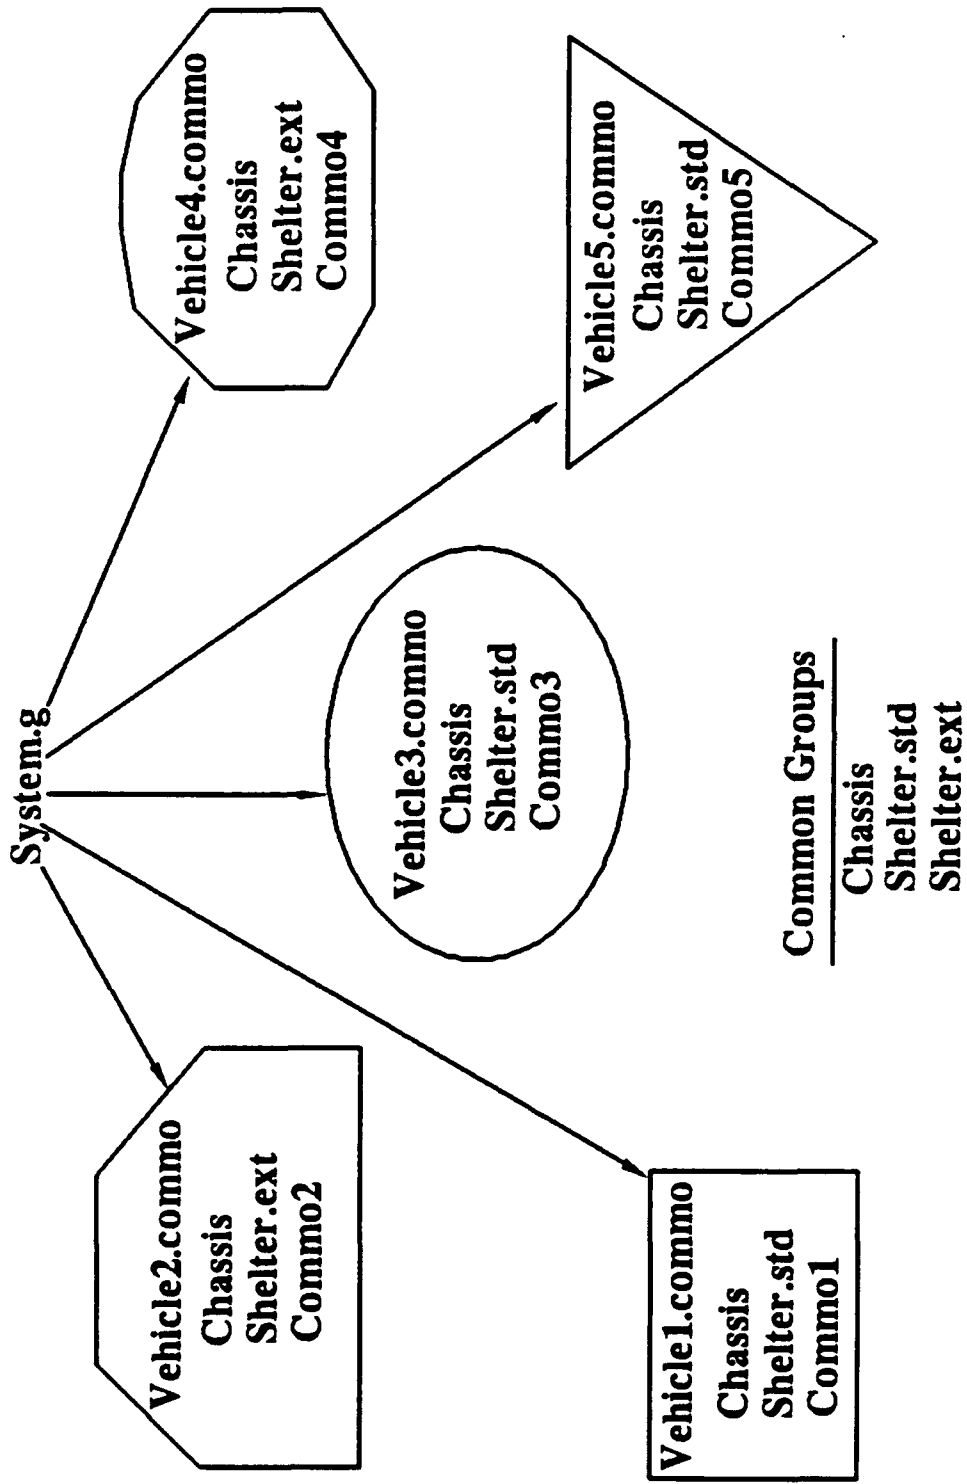 System.g
Vehicle2.commo
Chassis
Shelter.ext
Commo2
Vehicle4.commo
Chassis
Shelter.ext
Commo4
Vehicle3.commo
Chassis
Shelter.std
Commo3
Vehicle1.commo
Chassis
Shelter.std
Commo1
Vehicle5.commo
Chassis
Shelter.std
Commo5
Common Groups
Chassis
Shelter.std
Shelter.ext